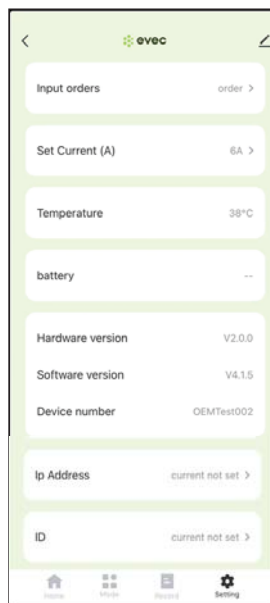 evec
Input orders order >
Set Current (A) 6A >
Temperature 38°C
battery --
Hardware version V2.0.0
Software version V4.1.5
Device number OEMTest002
Ip Address current not set >
ID current not set >
Home Mode Record Setting